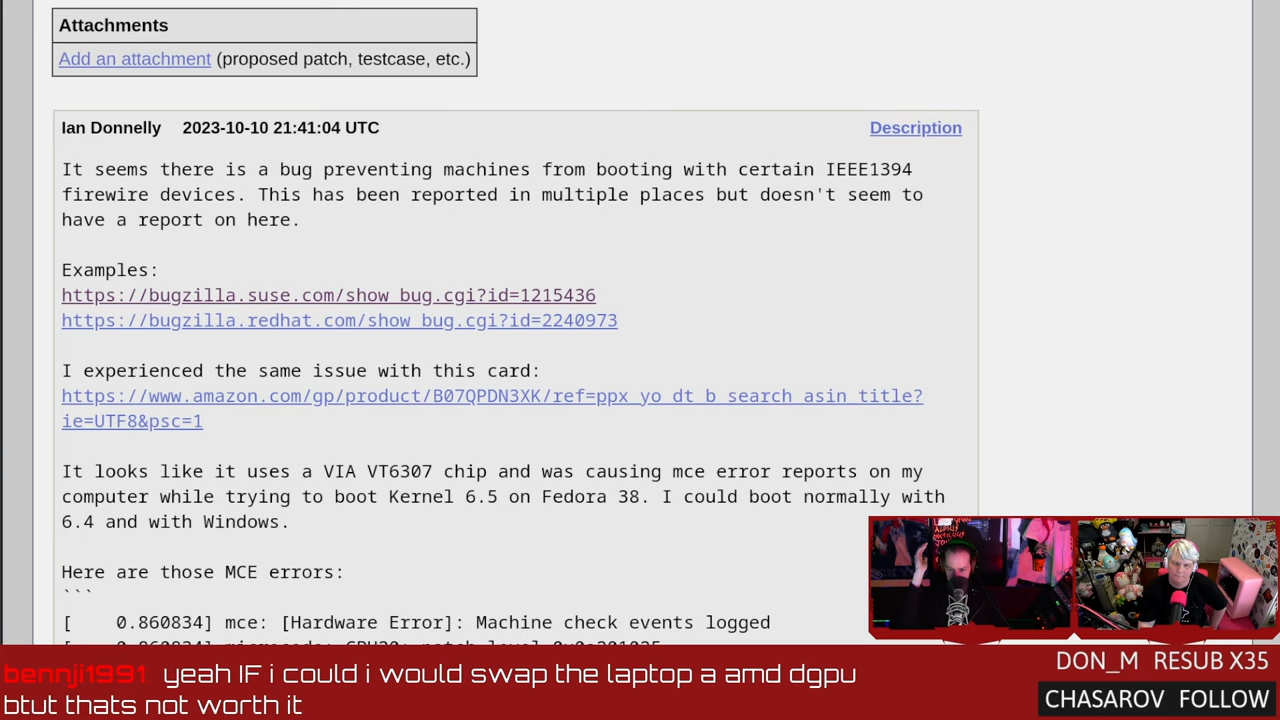 Attachments
Add an attachment (proposed patch, testcase, etc.)
Ian Donnelly 2023-10-10 21:41:04 UTC Description
It seems there is a bug preventing machines from booting with certain IEEE1394
firewire devices. This has been reported in multiple places but doesn't seem to
have a report on here.
Examples:
https://bugzilla.suse.com/show_bug.cgi?id=1215436
https://bugzilla.redhat.com/show_bug.cgi?id=2240973
I experienced the same issue with this card:
https://www.amazon.com/gp/product/B07QPDN3XK/ref=ppx_yo_dt_b_search_asin_title?
ie=UTF8&psc=1
It looks like it uses a VIA VT6307 chip and was causing mce error reports on my
computer while trying to boot Kernel 6.5 on Fedora 38. I could boot normally with
6.4 and with Windows.
Here are those MCE errors:
```
[    0.860834] mce: [Hardware Error]: Machine check events logged
bennji1991 yeah IF i could i would swap the laptop a amd dgpu
btut thats not worth it
DON_M RESUB X35
CHASAROV FOLLOW